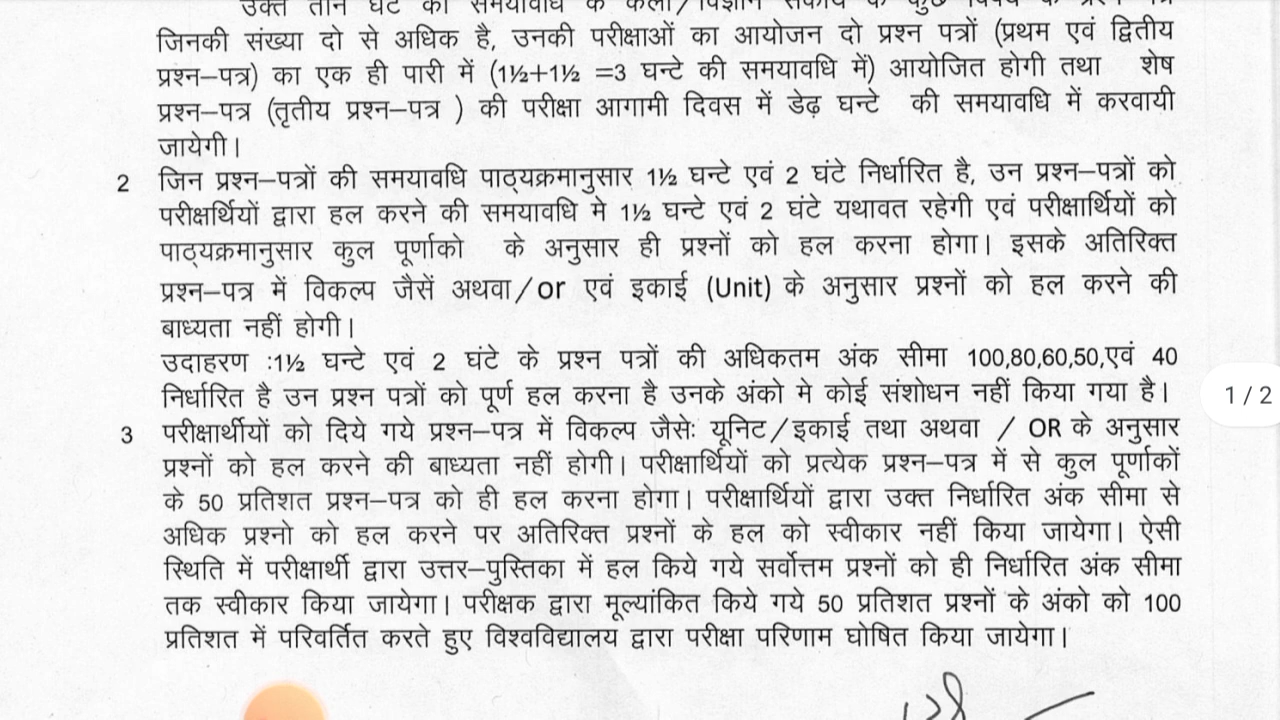 उक्त तीन घंटे की समयावधि के कला/विज्ञान संकाय के कुछ विषय के प्रश्न पत्र
जिनकी संख्या दो से अधिक है, उनकी परीक्षाओं का आयोजन दो प्रश्न पत्रों (प्रथम एवं द्वितीय
प्रश्न–पत्र) का एक ही पारी में (1½+1½ =3 घन्टे की समयावधि में) आयोजित होगी तथा शेष
प्रश्न–पत्र (तृतीय प्रश्न–पत्र ) की परीक्षा आगामी दिवस में डेढ़ घन्टे की समयावधि में करवायी
जायेगी।
2 जिन प्रश्न–पत्रों की समयावधि पाठ्यक्रमानुसार 1½ घन्टे एवं 2 घंटे निर्धारित है, उन प्रश्न–पत्रों को
परीक्षर्थियों द्वारा हल करने की समयावधि मे 1½ घन्टे एवं 2 घंटे यथावत रहेगी एवं परीक्षार्थियों को
पाठ्यक्रमानुसार कुल पूर्णाको के अनुसार ही प्रश्नों को हल करना होगा। इसके अतिरिक्त
प्रश्न–पत्र में विकल्प जैसें अथवा/or एवं इकाई (Unit) के अनुसार प्रश्नों को हल करने की
बाध्यता नहीं होगी।
उदाहरण :1½ घन्टे एवं 2 घंटे के प्रश्न पत्रों की अधिकतम अंक सीमा 100,80,60,50,एवं 40
निर्धारित है उन प्रश्न पत्रों को पूर्ण हल करना है उनके अंको मे कोई संशोधन नहीं किया गया है।
3 परीक्षार्थीयों को दिये गये प्रश्न–पत्र में विकल्प जैसेः यूनिट/इकाई तथा अथवा / OR के अनुसार
प्रश्नों को हल करने की बाध्यता नहीं होगी। परीक्षार्थियों को प्रत्येक प्रश्न–पत्र में से कुल पूर्णाकों
के 50 प्रतिशत प्रश्न–पत्र को ही हल करना होगा। परीक्षार्थियों द्वारा उक्त निर्धारित अंक सीमा से
अधिक प्रश्नो को हल करने पर अतिरिक्त प्रश्नों के हल को स्वीकार नहीं किया जायेगा। ऐसी
स्थिति में परीक्षार्थी द्वारा उत्तर–पुस्तिका में हल किये गये सर्वोत्तम प्रश्नों को ही निर्धारित अंक सीमा
तक स्वीकार किया जायेगा। परीक्षक द्वारा मूल्यांकित किये गये 50 प्रतिशत प्रश्नों के अंको को 100
प्रतिशत में परिवर्तित करते हुए विश्वविद्यालय द्वारा परीक्षा परिणाम घोषित किया जायेगा।
1 / 2